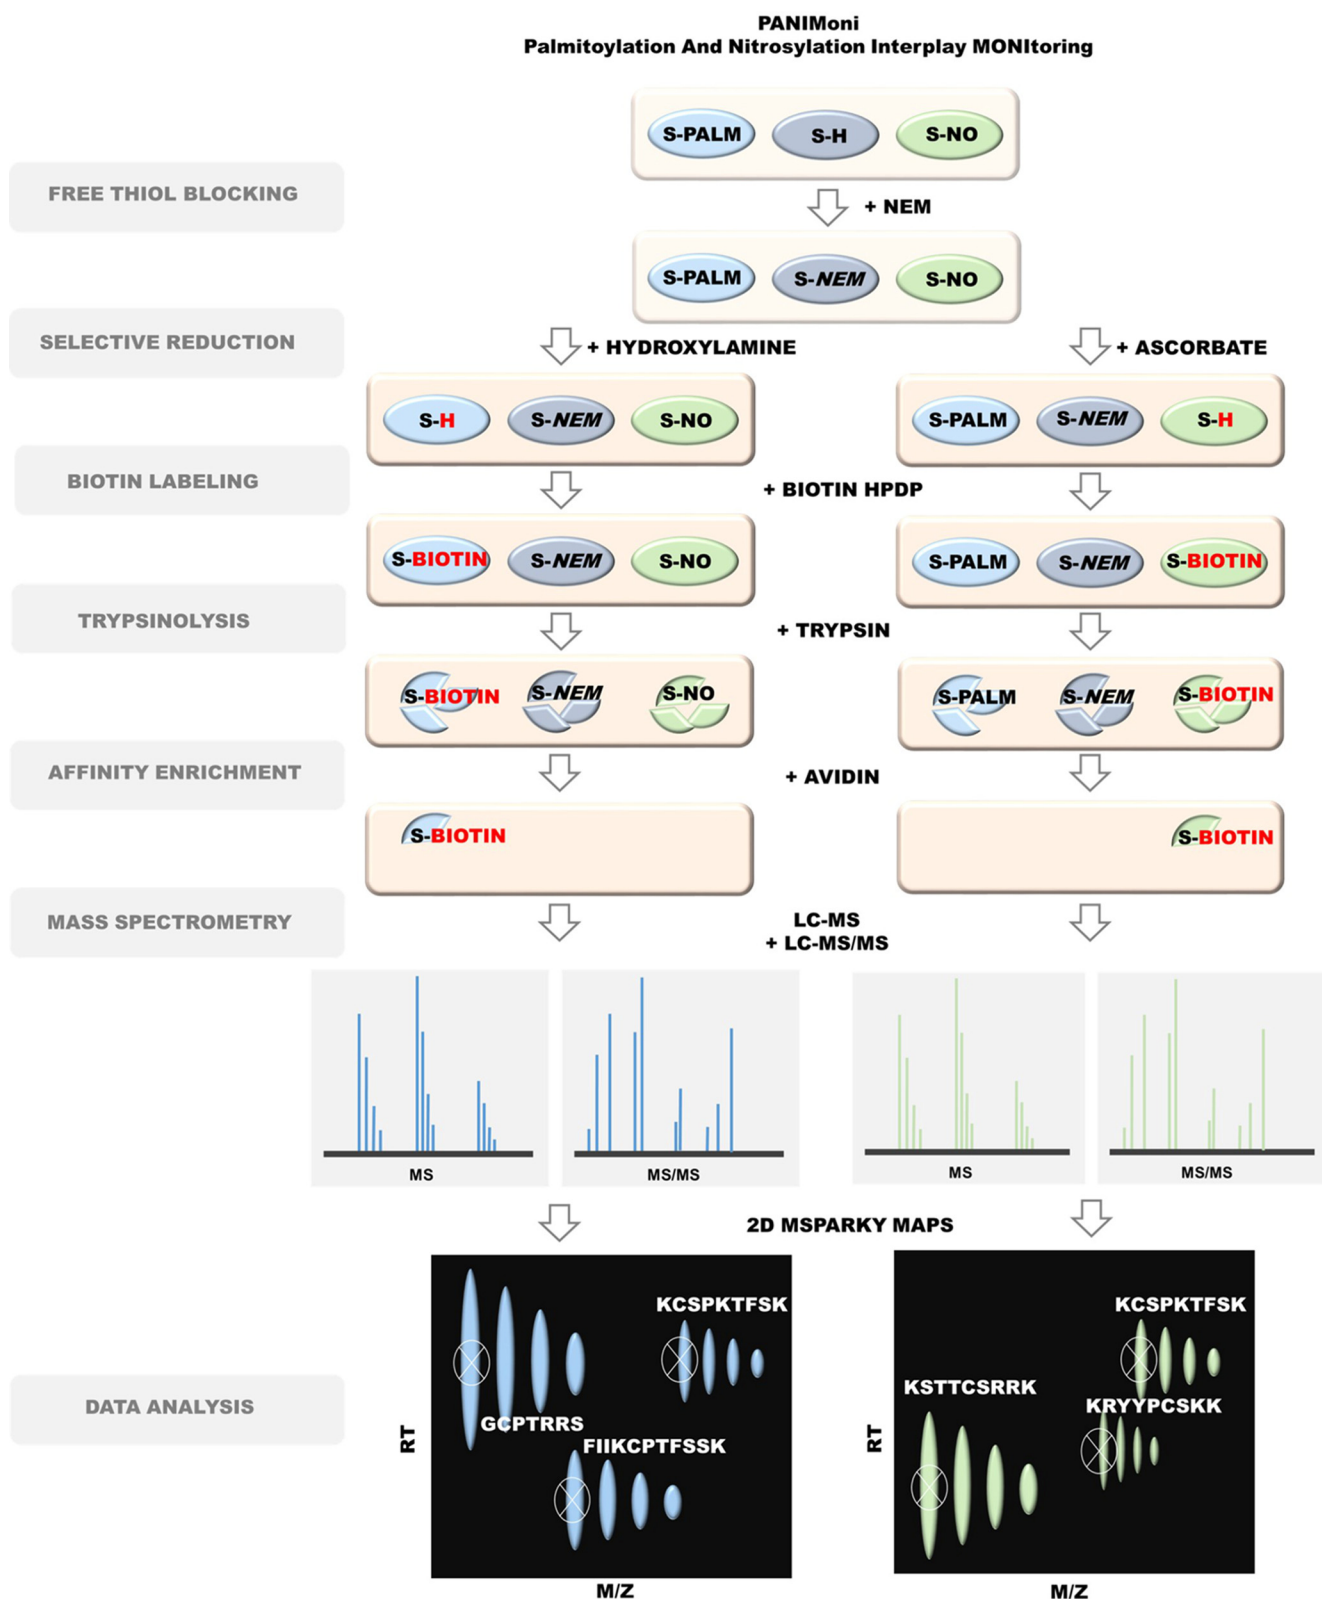 PANIMoni
Palmitoylation And Nitrosylation Interplay MONItoring
S-PALM S-H S-NO
FREE THIOL BLOCKING
+ NEM
S-PALM S-NEM S-NO
SELECTIVE REDUCTION
+ HYDROXYLAMINE + ASCORBATE
S-H S-NEM S-NO S-PALM S-NEM S-H
BIOTIN LABELING
+ BIOTIN HPDP
S-BIOTIN S-NEM S-NO S-PALM S-NEM S-BIOTIN
TRYPSINOLYSIS
+ TRYPSIN
S-BIOTIN S-NEM S-NO S-PALM S-NEM S-BIOTIN
AFFINITY ENRICHMENT
+ AVIDIN
S-BIOTIN S-BIOTIN
MASS SPECTROMETRY
LC-MS
+ LC-MS/MS
MS MS/MS MS MS/MS
2D MSPARKY MAPS
KCSPKTFSK KCSPKTFSK
KSTTCSRRK
DATA ANALYSIS
KRYYPCSKK
GCPTRRS
RT RT
FIIKCPTFSSK
M/Z M/Z